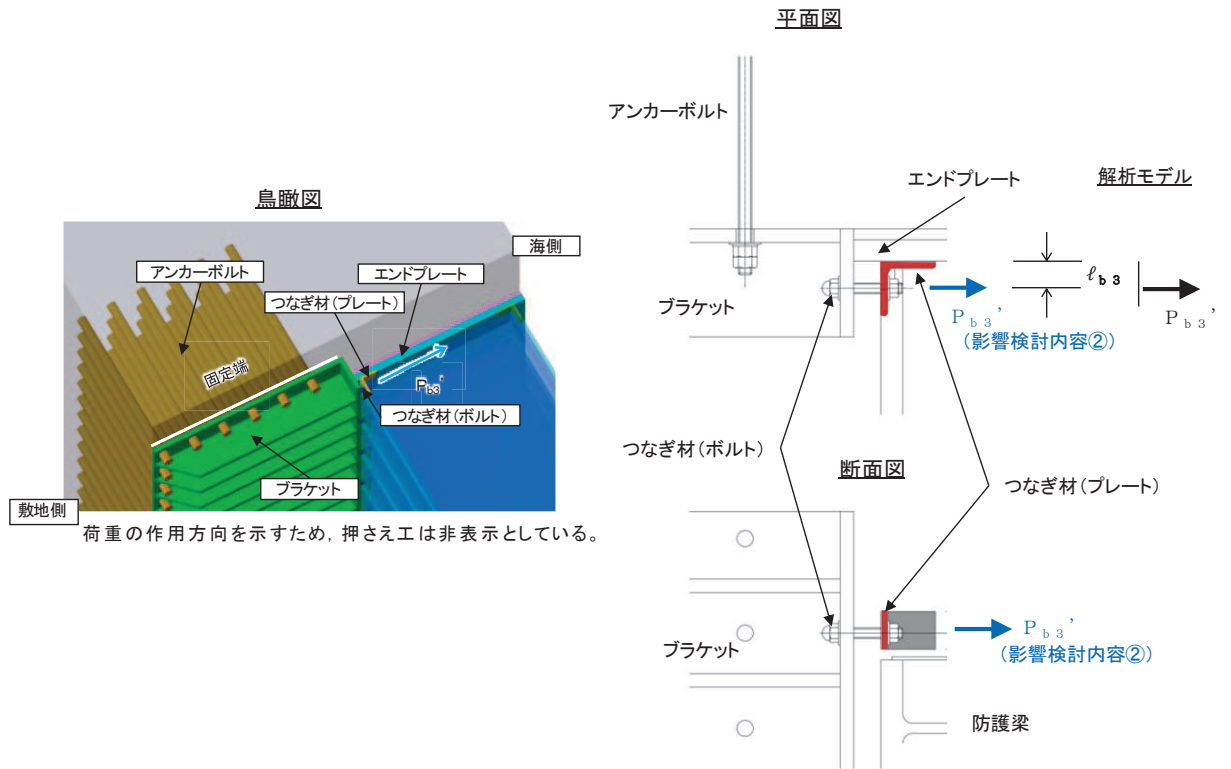 鳥瞰図
海側
アンカーボルト
エンドプレート
つなぎ材(プレート)
固定端
Pb3'
つなぎ材(ボルト)
ブラケット
敷地側
荷重の作用方向を示すため,押さえ工は非表示としている。
平面図
アンカーボルト
エンドプレート
解析モデル
ℓb3
ブラケット
Pb3'
(影響検討内容②)
Pb3'
つなぎ材(ボルト)
断面図
つなぎ材(プレート)
ブラケット
Pb3'
(影響検討内容②)
防護梁